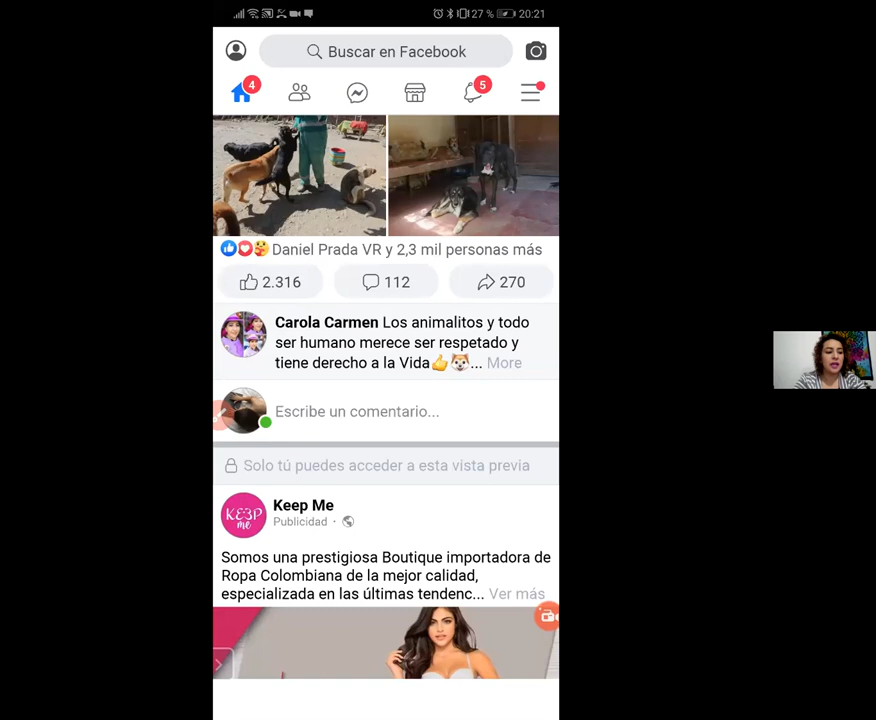 27 % 20:21
Buscar en Facebook
4
5
Daniel Prada VR y 2,3 mil personas más
2.316
112
270
Carola Carmen Los animalitos y todo
ser humano merece ser respetado y
tiene derecho a la Vida👍🐱... More
Escribe un comentario...
Solo tú puedes acceder a esta vista previa
KEEP
me
Keep Me
Publicidad ·
Somos una prestigiosa Boutique importadora de
Ropa Colombiana de la mejor calidad,
especializada en las últimas tendenc... Ver más